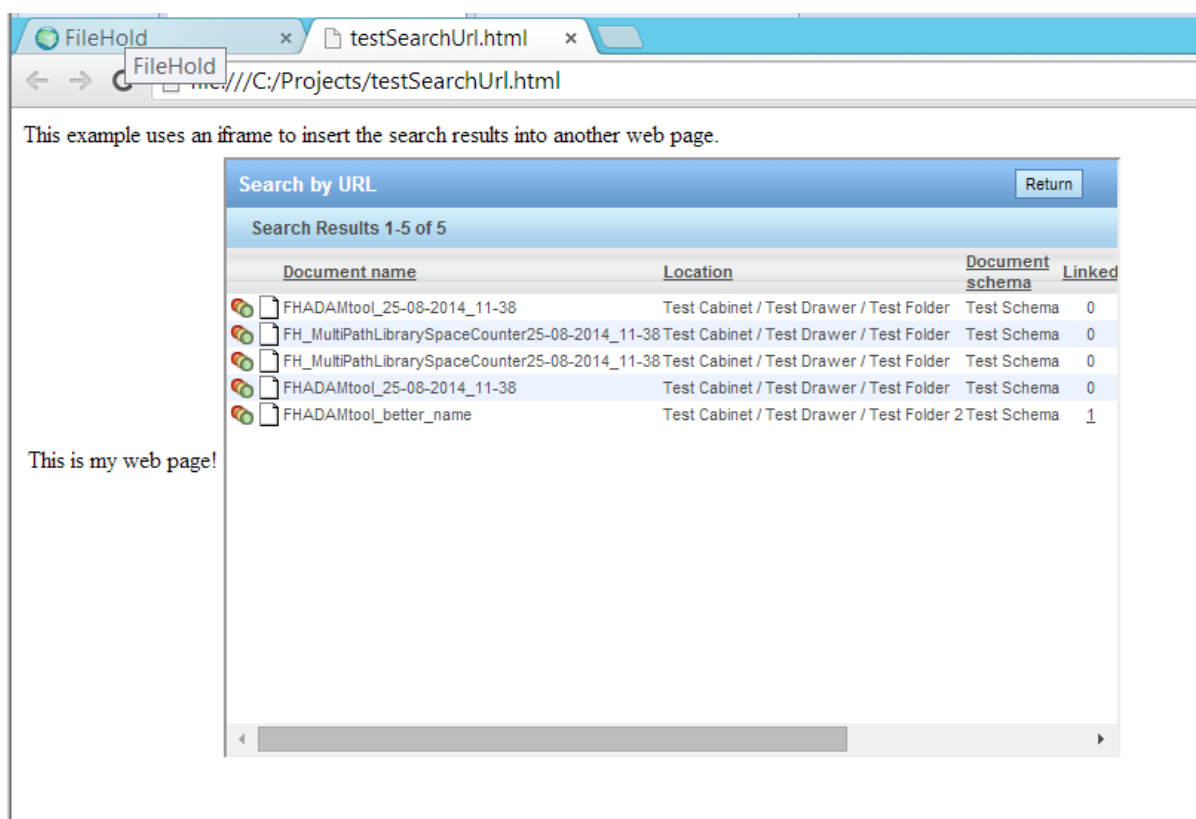 FileHold × testSearchUrl.html ×
FileHold
///C:/Projects/testSearchUrl.html
This example uses an iframe to insert the search results into another web page.
Search by URL Return
Search Results 1-5 of 5
Document name Location Document schema Linked
FHADAMtool_25-08-2014_11-38 Test Cabinet / Test Drawer / Test Folder Test Schema 0
FH_MultiPathLibrarySpaceCounter25-08-2014_11-38 Test Cabinet / Test Drawer / Test Folder Test Schema 0
FH_MultiPathLibrarySpaceCounter25-08-2014_11-38 Test Cabinet / Test Drawer / Test Folder Test Schema 0
FHADAMtool_25-08-2014_11-38 Test Cabinet / Test Drawer / Test Folder Test Schema 0
FHADAMtool_better_name Test Cabinet / Test Drawer / Test Folder 2 Test Schema 1
This is my web page!